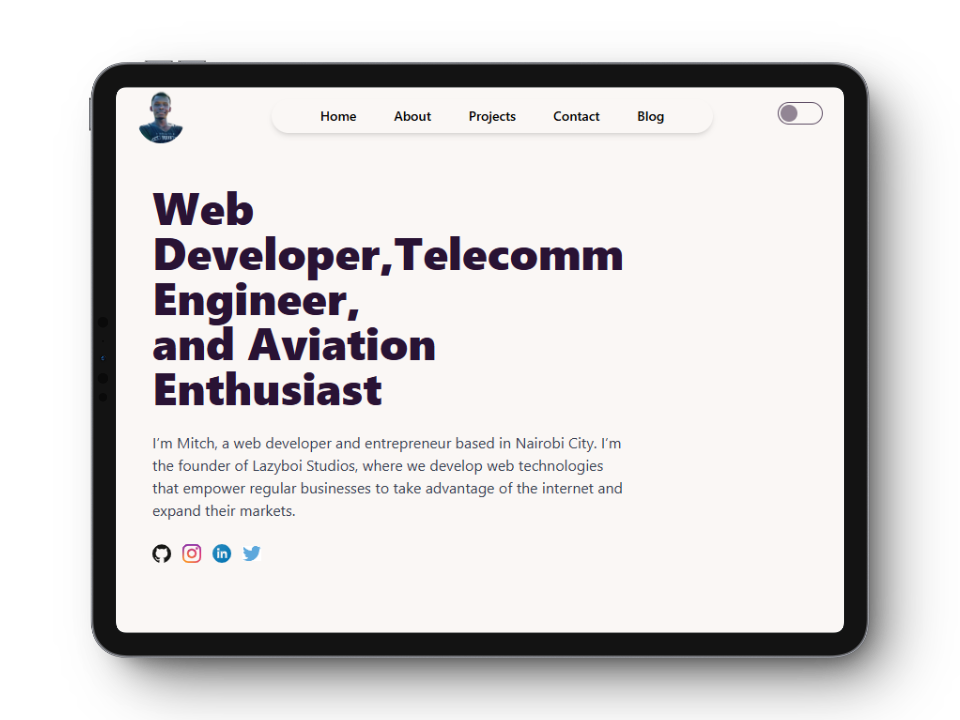 Home About Projects Contact Blog
Web
Developer,Telecomm
Engineer,
and Aviation
Enthusiast
I'm Mitch, a web developer and entrepreneur based in Nairobi City. I'm
the founder of Lazyboi Studios, where we develop web technologies
that empower regular businesses to take advantage of the internet and
expand their markets.
in